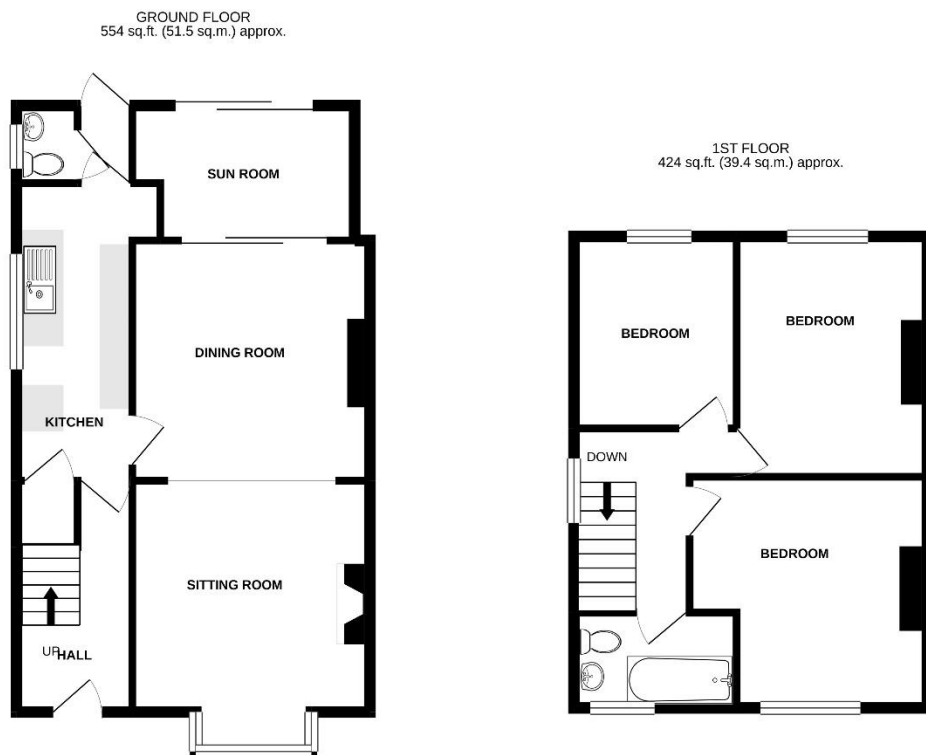 GROUND FLOOR
554 sq.ft. (51.5 sq.m.) approx.
SUN ROOM
DINING ROOM
KITCHEN
SITTING ROOM
UP
HALL
1ST FLOOR
424 sq.ft. (39.4 sq.m.) approx.
BEDROOM
BEDROOM
DOWN
BEDROOM